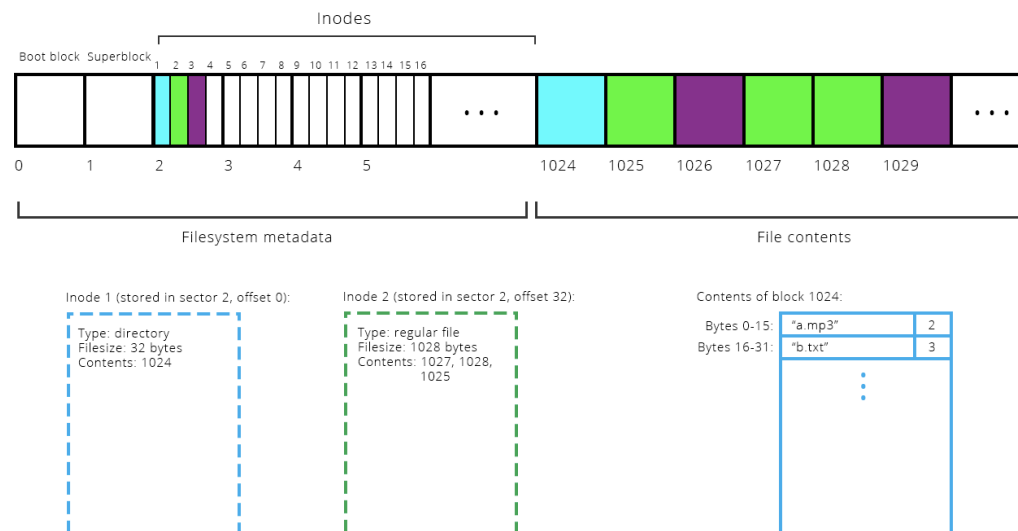 Inodes
Boot block Superblock
1 2 3 4 5 6 7 8 9 10 11 12 13 14 15 16
0 1 2 3 4 5 1024 1025 1026 1027 1028 1029
Filesystem metadata
File contents
Inode 1 (stored in sector 2, offset 0):
Type: directory
Filesize: 32 bytes
Contents: 1024
Inode 2 (stored in sector 2, offset 32):
Type: regular file
Filesize: 1028 bytes
Contents: 1027, 1028,
1025
Contents of block 1024:
Bytes 0-15: “a.mp3” 2
Bytes 16-31: “b.txt” 3